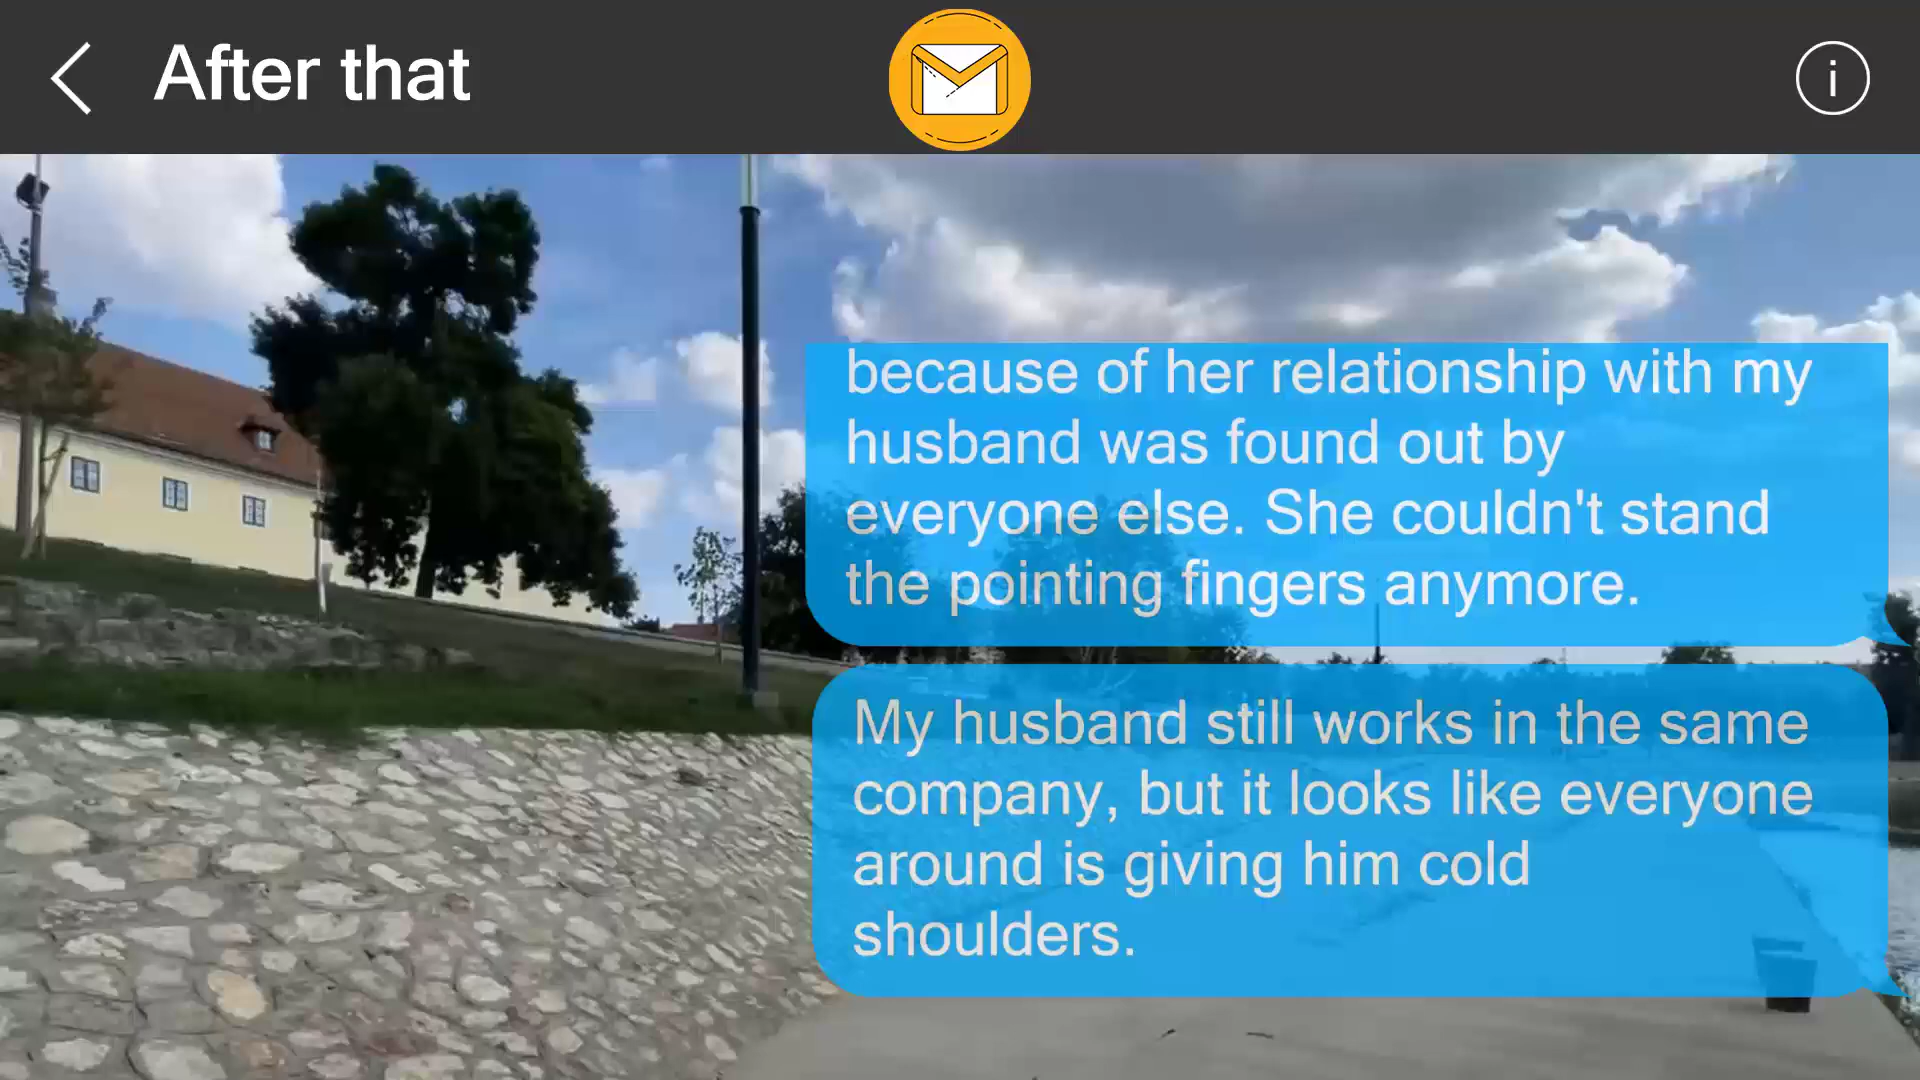 After that
because of her relationship with my
husband was found out by
everyone else. She couldn't stand
the pointing fingers anymore.
My husband still works in the same
company, but it looks like everyone
around is giving him cold
shoulders.